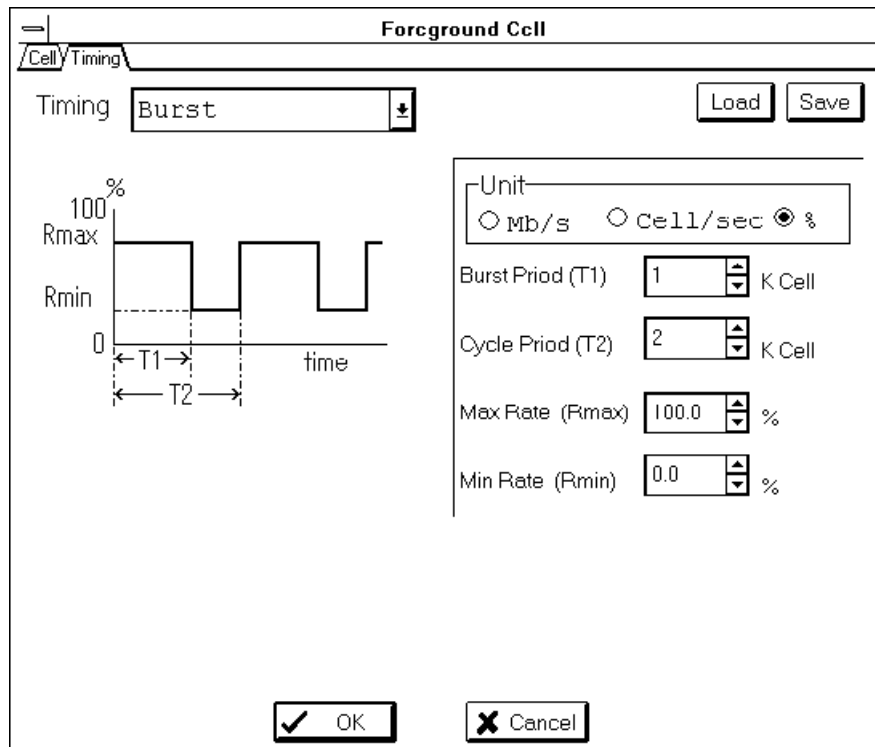 Forcground Ccll
Cell Timing
Timing Burst
Load Save
%
100
Rmax
Rmin
0
T1
time
T2
Unit
Mb/s Cell/sec %
Burst Priod (T1) 1 K Cell
Cycle Priod (T2) 2 K Cell
Max Rate (Rmax) 100.0 %
Min Rate (Rmin) 0.0 %
OK Cancel